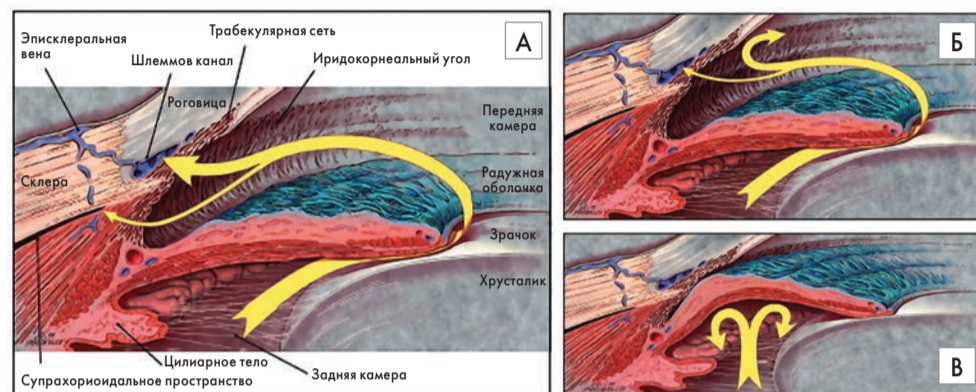 Эписклеральная
вена
Шлеммов канал
Трабекулярная сеть
Иридокорнеальный угол
А
Роговица
Передняя
камера
Склера
Радужная
оболочка
Зрачок
Хрусталик
Цилиарное тело
Супрахориоидальное пространство
Задняя камера
Б
В